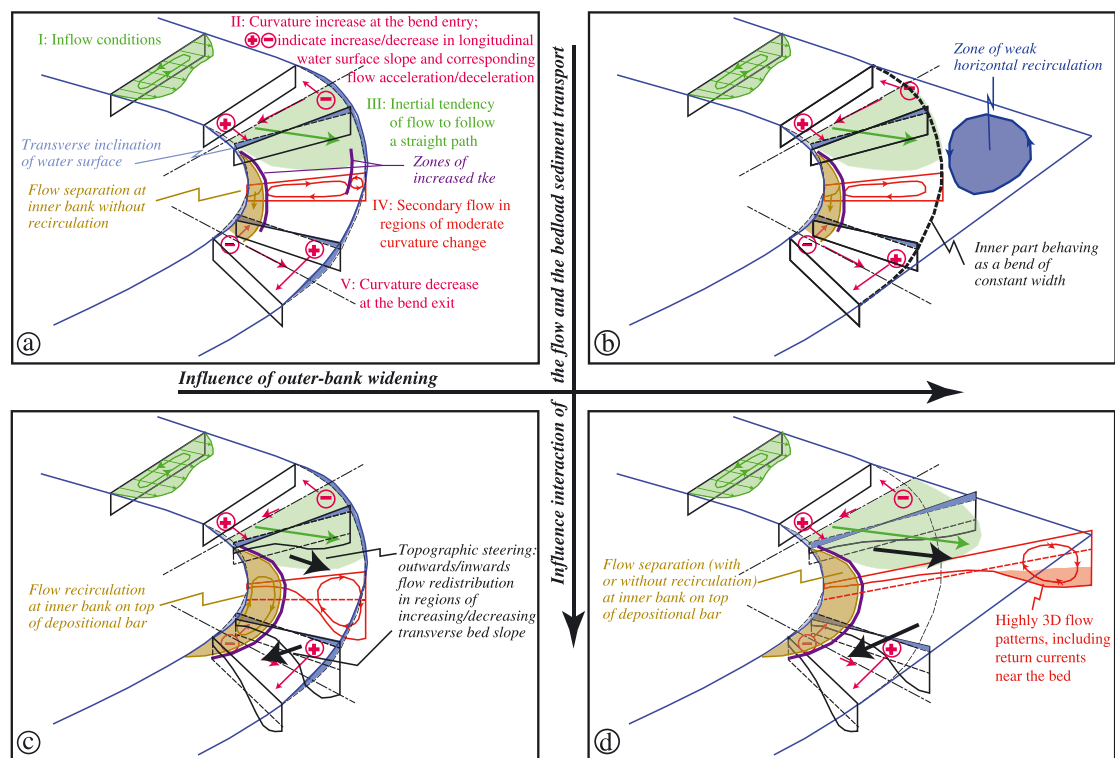 I: Inflow conditions
II: Curvature increase at the bend entry;
⊕⊖ indicate increase/decrease in longitudinal
water surface slope and corresponding
flow acceleration/deceleration
III: Inertial tendency
of flow to follow
a straight path
Transverse inclination
of water surface
Zones of
increased tke
Flow separation at
inner bank without
recirculation
IV: Secondary flow in
regions of moderate
curvature change
V: Curvature decrease
at the bend exit
+
−
−
+
a
Zone of weak
horizontal recirculation
Inner part behaving
as a bend of
constant width
+
−
−
+
b
Influence of outer-bank widening
Influence interaction of the flow and the bedload sediment transport
Flow recirculation
at inner bank on top
of depositional bar
Topographic steering:
outwards/inwards
flow redistribution
in regions of
increasing/decreasing
transverse bed slope
+
−
−
+
c
Flow separation (with
or without recirculation)
at inner bank on top
of depositional bar
Highly 3D flow
patterns, including
return currents
near the bed
+
−
−
+
d